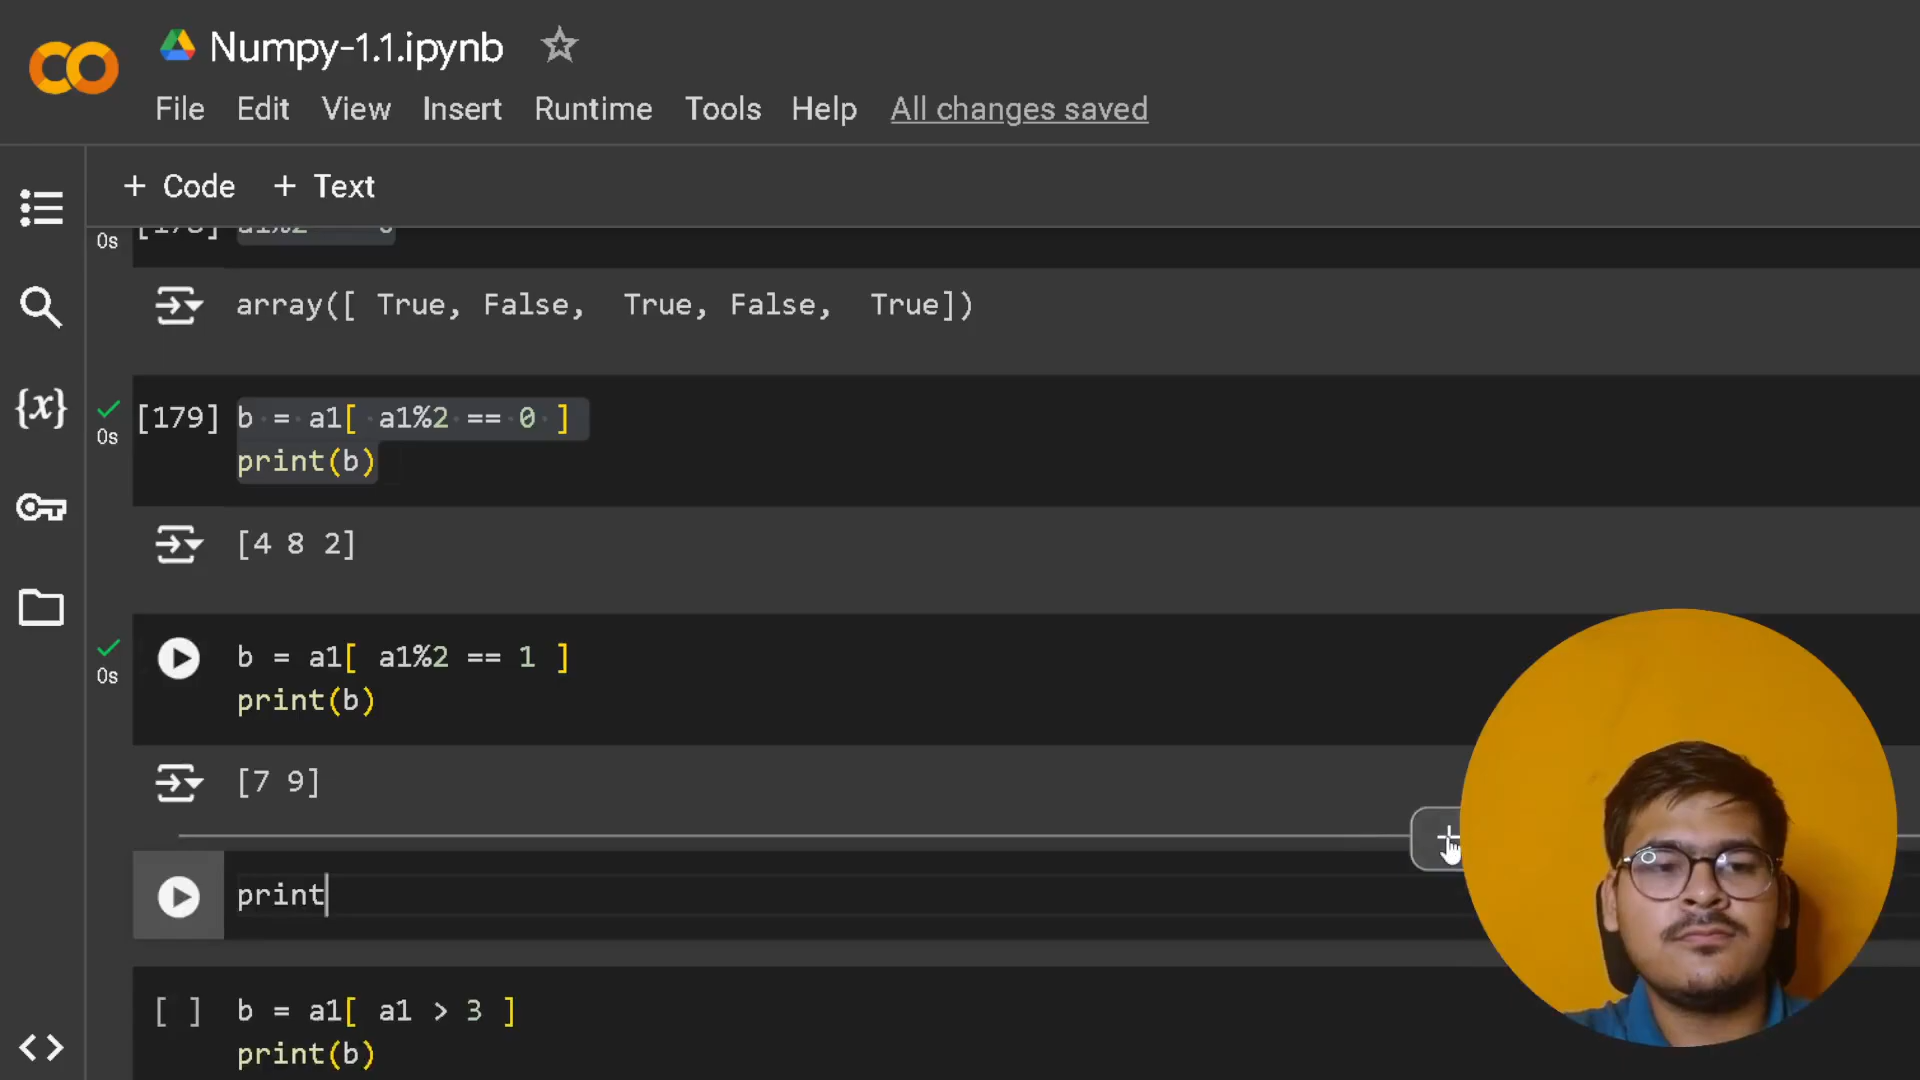 Numpy-1.1.ipynb
File Edit View Insert Runtime Tools Help All changes saved
+ Code + Text
0s
array([ True, False,  True, False,  True])
[179] b = a1[ a1%2 == 0 ]
0s print(b)
[4 8 2]
b = a1[ a1%2 == 1 ]
0s print(b)
[7 9]
print
[ ] b = a1[ a1 > 3 ]
print(b)